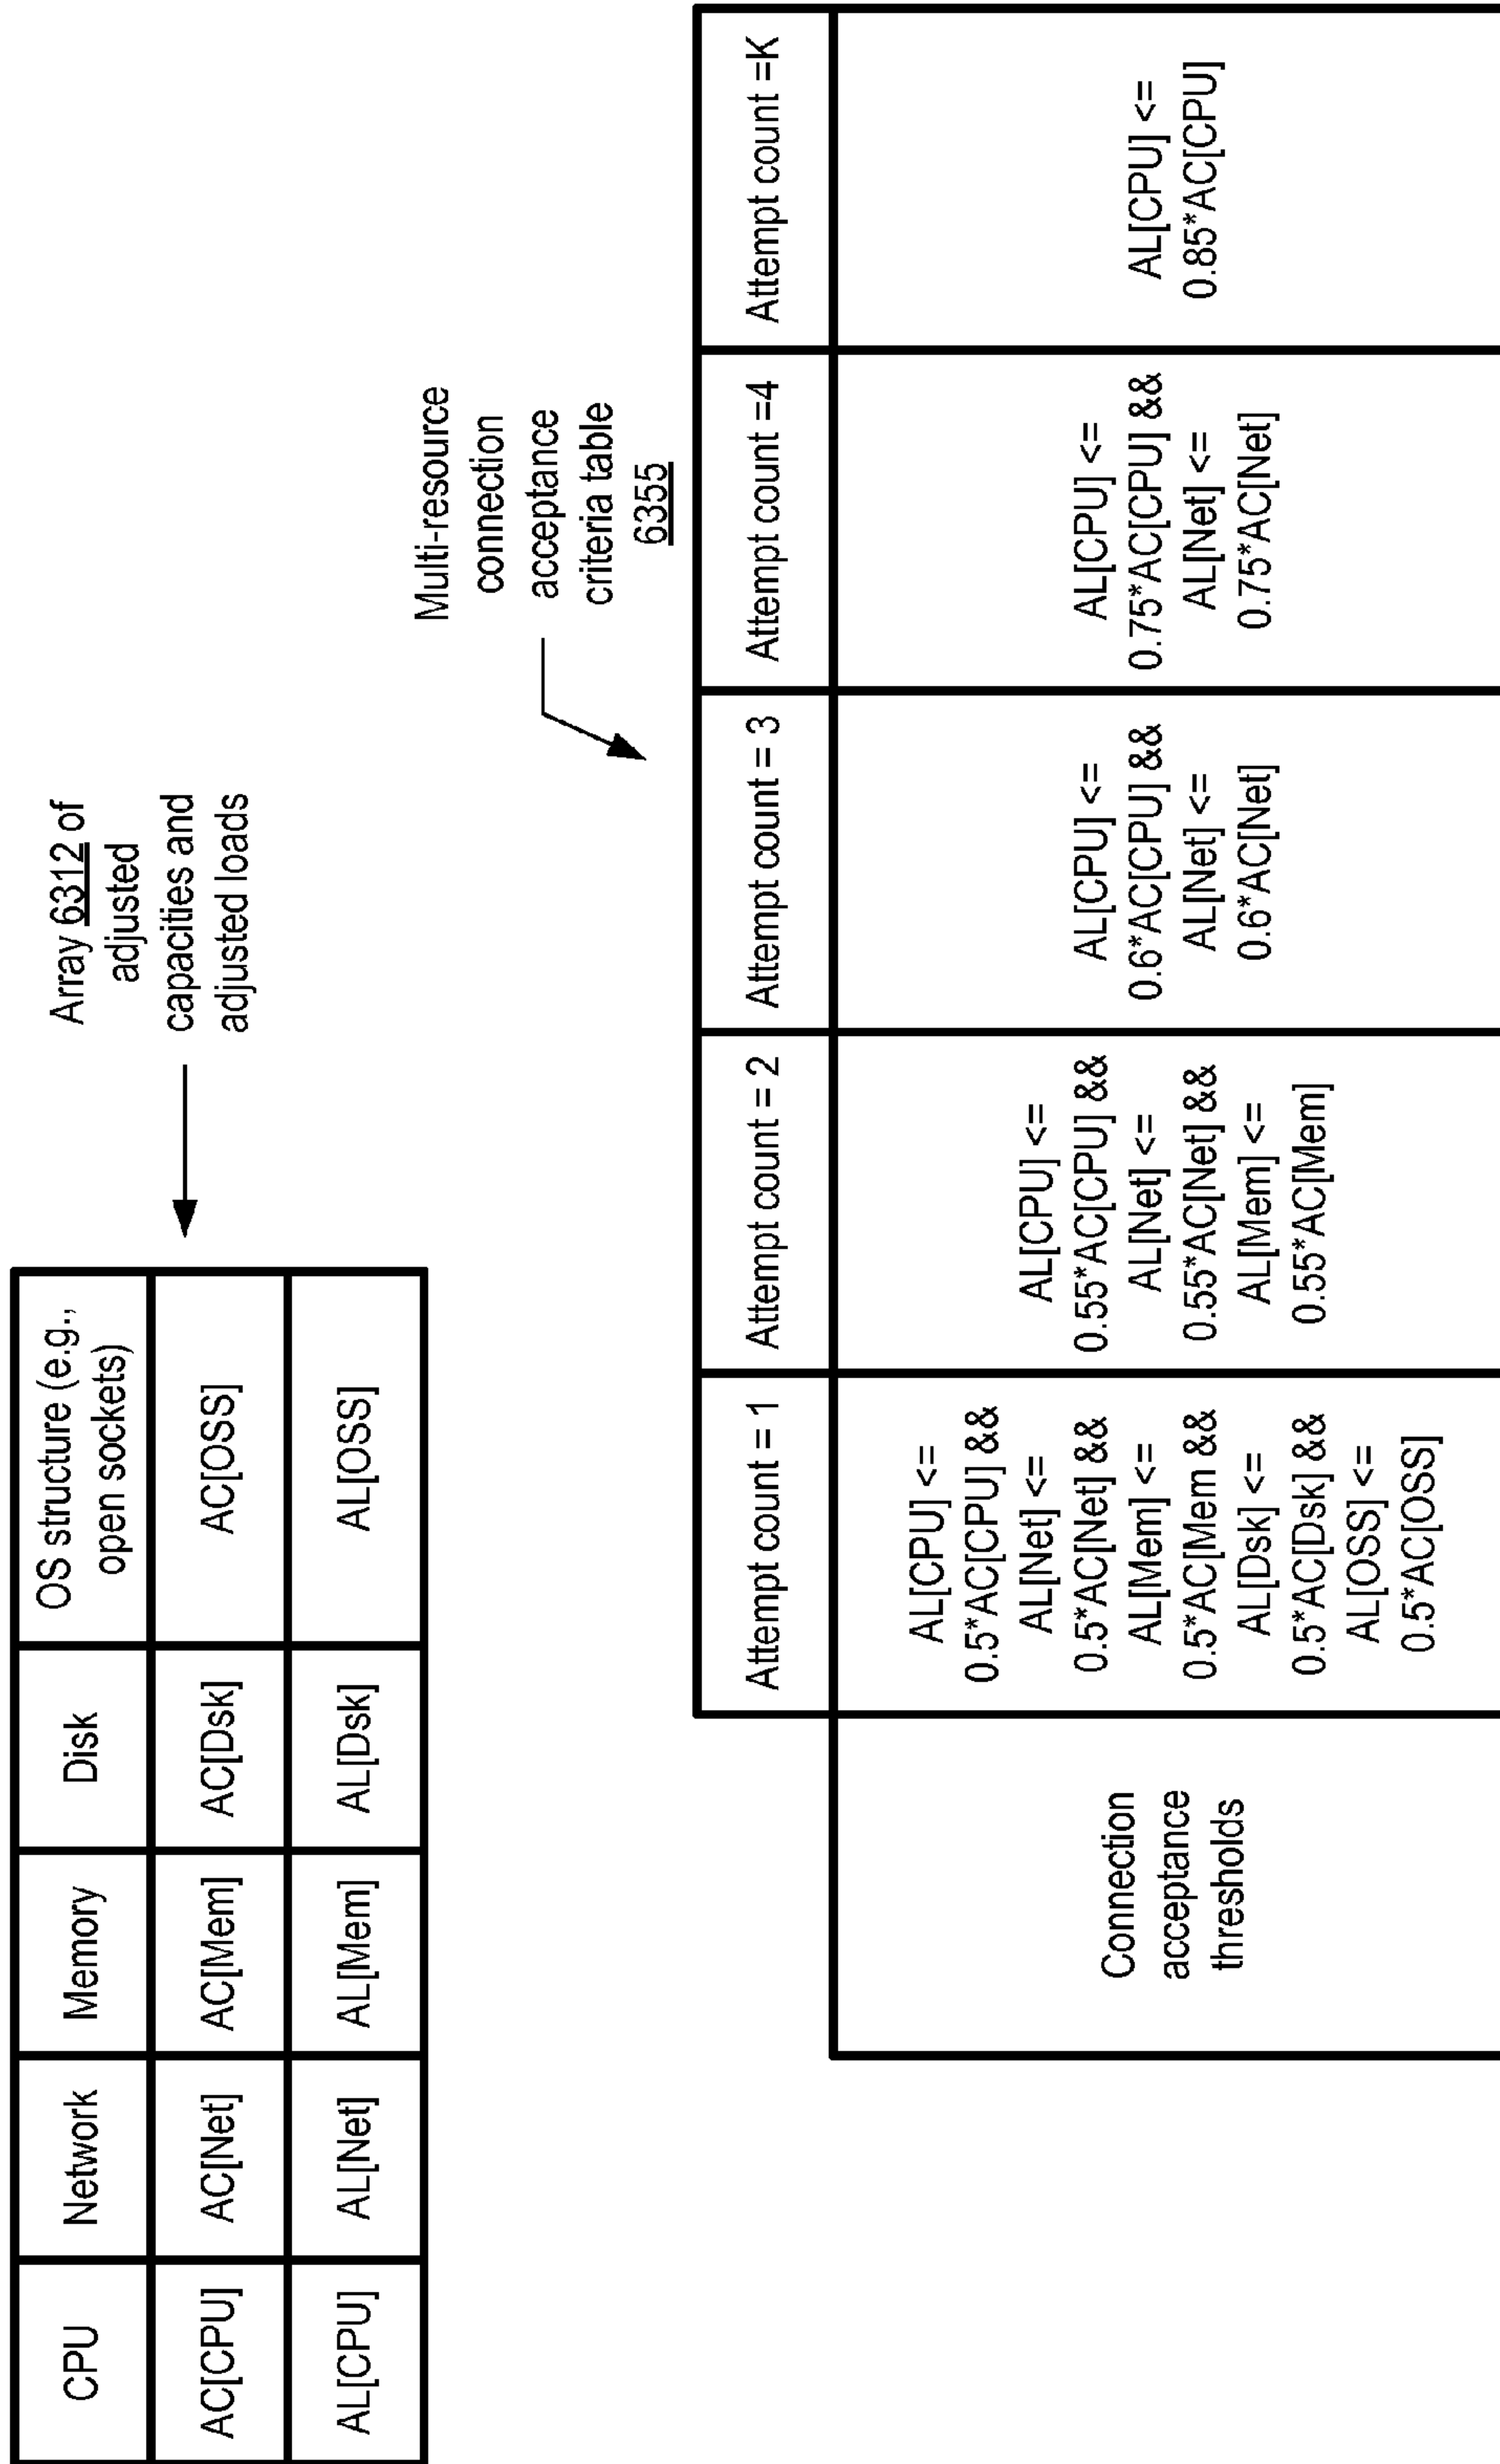 CPU
Network
Memory
Disk
OS structure (e.g.,
open sockets)
AC[CPU]
AC[Net]
AC[Mem]
AC[Dsk]
AC[OSS]
AL[CPU]
AL[Net]
AL[Mem]
AL[Dsk]
AL[OSS]
Array 6312 of
adjusted
capacities and
adjusted loads
Multi-resource
connection
acceptance
criteria table
6355
Attempt count = 1
Attempt count = 2
Attempt count = 3
Attempt count =4
Attempt count =K
Connection
acceptance
thresholds
AL[CPU] <=
0.5*AC[CPU] &&
AL[Net] <=
0.5*AC[Net] &&
AL[Mem] <=
0.5*AC[Mem &&
AL[Dsk] <=
0.5*AC[Dsk] &&
AL[OSS] <=
0.5*AC[OSS]
AL[CPU] <=
0.55*AC[CPU] &&
AL[Net] <=
0.55*AC[Net] &&
AL[Mem] <=
0.55*AC[Mem]
AL[CPU] <=
0.6*AC[CPU] &&
AL[Net] <=
0.6*AC[Net]
AL[CPU] <=
0.75*AC[CPU] &&
AL[Net] <=
0.75*AC[Net]
AL[CPU] <=
0.85*AC[CPU]